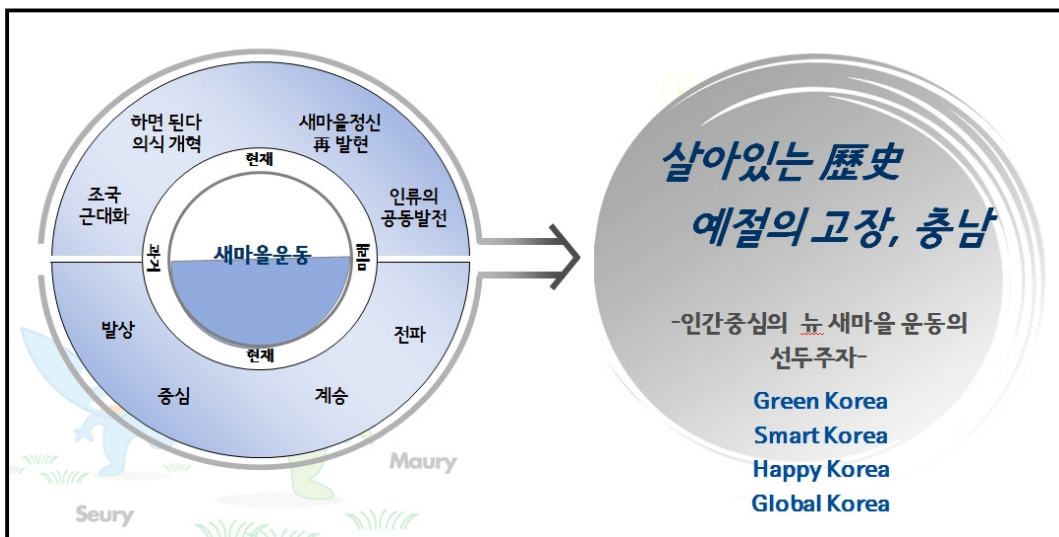 하면 된다
의식 개혁
새마을정신
再 발현
조국
근대화
인류의
공동발전
현재
과거
새마을운동
미래
현재
발상
중심
계승
전파
Maury
Seury
살아있는 歷史
예절의 고장, 충남
-인간중심의 뉴 새마을 운동의
선두주자-
Green Korea
Smart Korea
Happy Korea
Global Korea